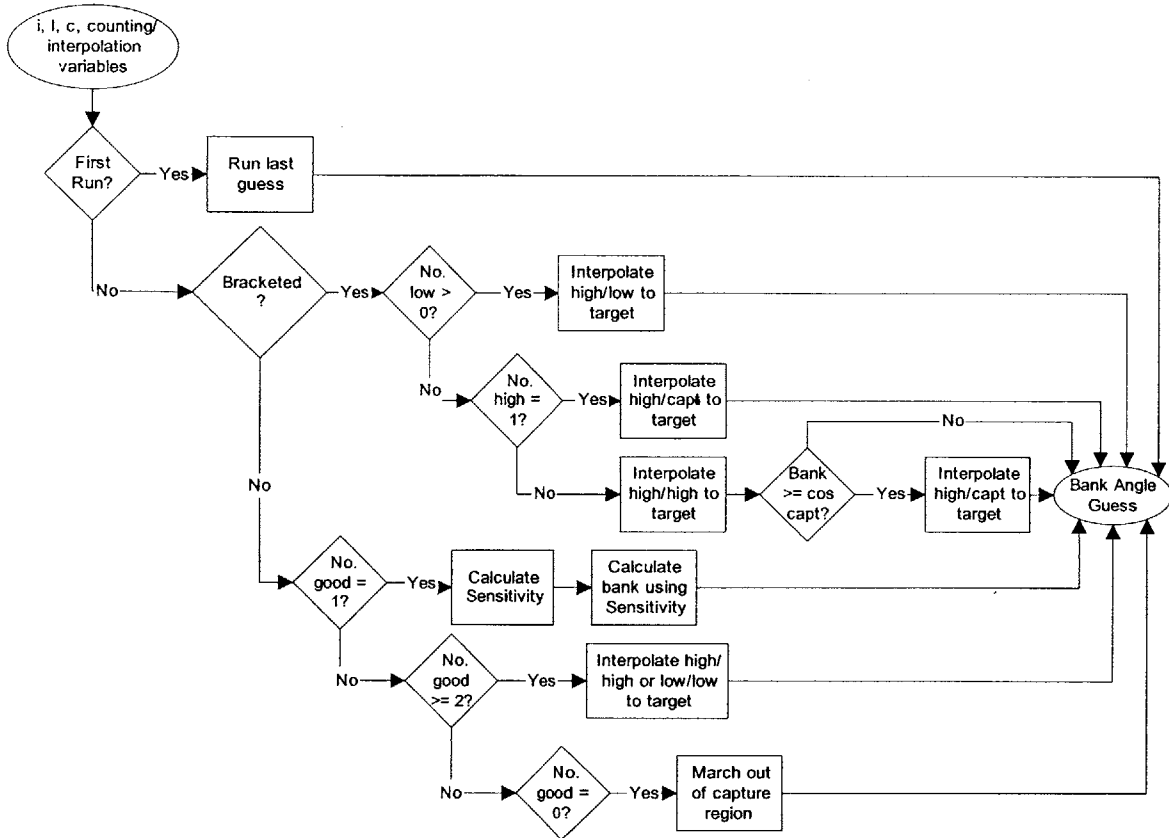 i, l, c, counting/
interpolation
variables
First
Run?
Yes
Run last
guess
No
Bracketed
?
Yes
No.
low >
0?
Yes
Interpolate
high/low to
target
No
No.
high =
1?
Yes
Interpolate
high/capt to
target
No
No
Interpolate
high/high to
target
Bank
>= cos
capt?
Yes
Interpolate
high/capt to
target
Bank Angle
Guess
No
No.
good =
1?
Yes
Calculate
Sensitivity
Calculate
bank using
Sensitivity
No
No.
good
>= 2?
Yes
Interpolate high/
high or low/low
to target
No
No.
good =
0?
Yes
March out
of capture
region